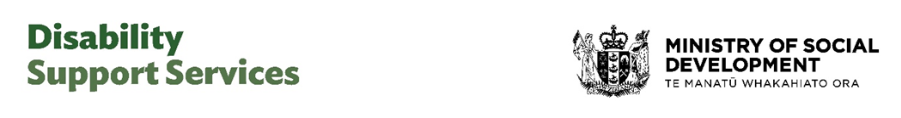 Disability
Support Services
MINISTRY OF SOCIAL
DEVELOPMENT
TE MANATŪ WHAKAHIATO ORA